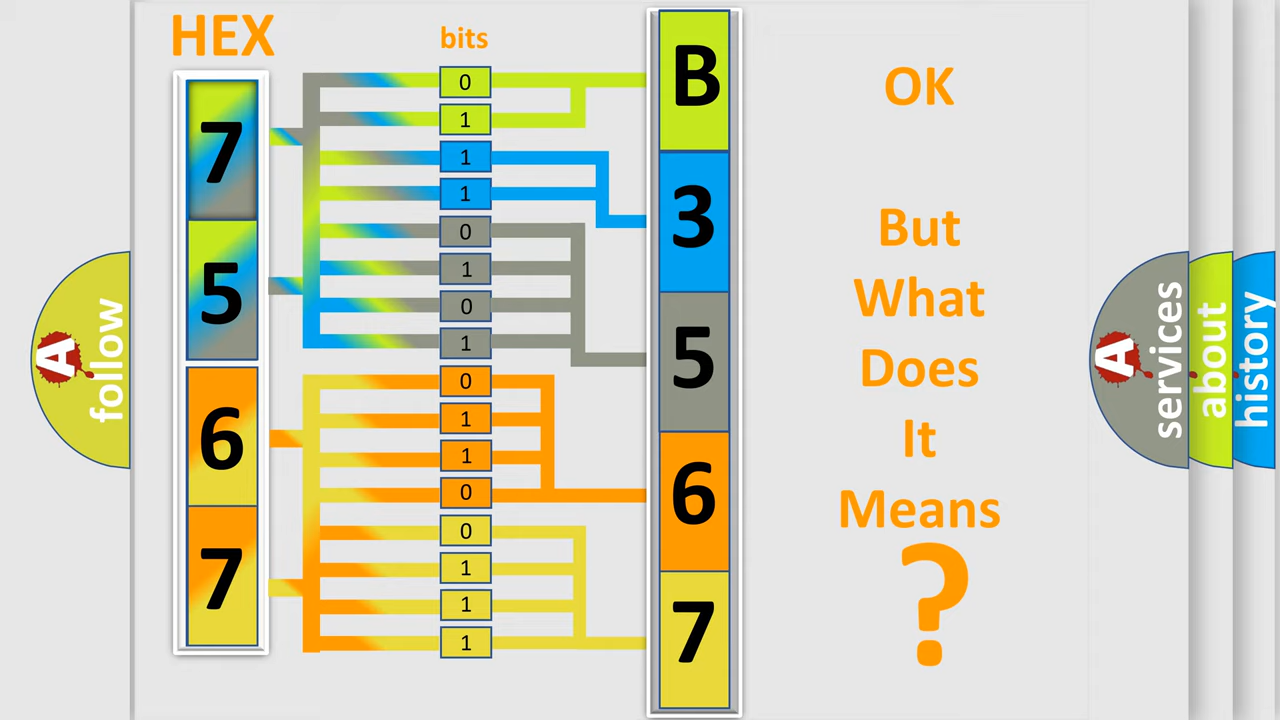 HEX
bits
7
5
6
7
0
1
1
1
0
1
0
1
0
1
1
0
0
1
1
1
B
3
5
6
7
OK
But
What
Does
It
Means
?
A
follow
A
services
about
history